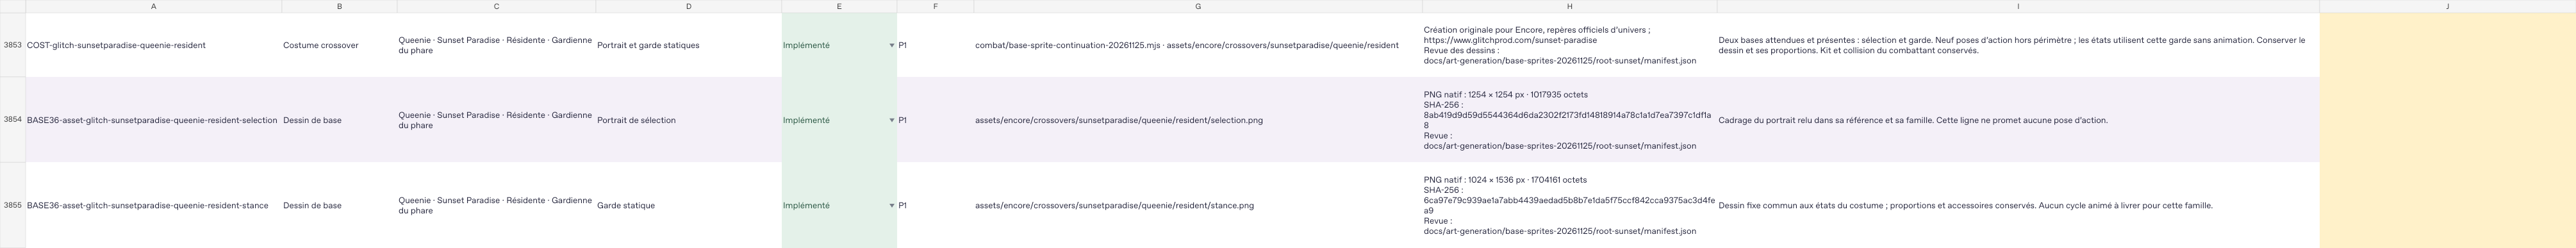 A B C D E F G H I J
3853 COST-glitch-sunsetparadise-queenie-resident Costume crossover Queenie · Sunset Paradise · Résidente · Gardienne du phare Portrait et garde statiques Implémenté P1 combat/base-sprite-continuation-20261125.mjs · assets/encore/crossovers/sunsetparadise/queenie/resident
Création originale pour Encore, repères officiels d'univers ;
https://www.glitchprod.com/sunset-paradise
Revue des dessins :
docs/art-generation/base-sprites-20261125/root-sunset/manifest.json
Deux bases attendues et présentes : sélection et garde. Neuf poses d'action hors périmètre ; les états utilisent cette garde sans animation. Conserver le
dessin et ses proportions. Kit et collision du combattant conservés.
3854 BASE36-asset-glitch-sunsetparadise-queenie-resident-selection Dessin de base Queenie · Sunset Paradise · Résidente · Gardienne du phare Portrait de sélection Implémenté P1 assets/encore/crossovers/sunsetparadise/queenie/resident/selection.png
PNG natif : 1254 × 1254 px · 1017935 octets
SHA-256 :
8ab419d9d59d5544364d6da2302f2173fd14818914a78c1a1d7ea7397c1df1a
8
Revue :
docs/art-generation/base-sprites-20261125/root-sunset/manifest.json
Cadrage du portrait relu dans sa référence et sa famille. Cette ligne ne promet aucune pose d'action.
3855 BASE36-asset-glitch-sunsetparadise-queenie-resident-stance Dessin de base Queenie · Sunset Paradise · Résidente · Gardienne du phare Garde statique Implémenté P1 assets/encore/crossovers/sunsetparadise/queenie/resident/stance.png
PNG natif : 1024 × 1536 px · 1704161 octets
SHA-256 :
6ca97e79c939ae1a7abb4439aedad5b8b7e1da5f75ccf842cca9375ac3d4fe
a9
Revue :
docs/art-generation/base-sprites-20261125/root-sunset/manifest.json
Dessin fixe commun aux états du costume ; proportions et accessoires conservés. Aucun cycle animé à livrer pour cette famille.